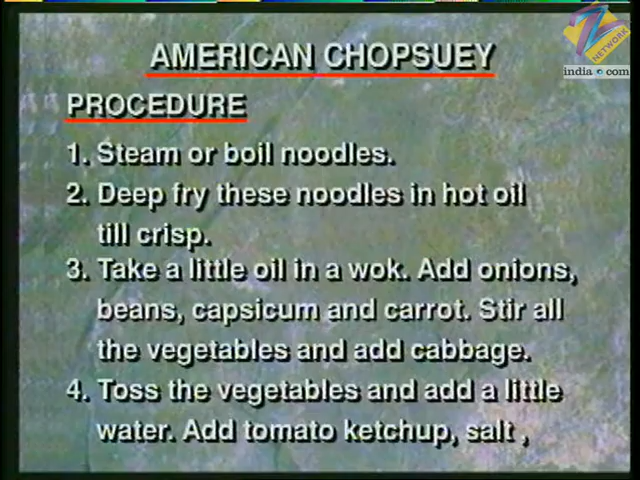 Z
NETWORK
india.com
AMERICAN CHOPSUEY
PROCEDURE
1. Steam or boil noodles.
2. Deep fry these noodles in hot oil
till crisp.
3. Take a little oil in a wok. Add onions,
beans, capsicum and carrot. Stir all
the vegetables and add cabbage.
4. Toss the vegetables and add a little
water. Add tomato ketchup, salt ,